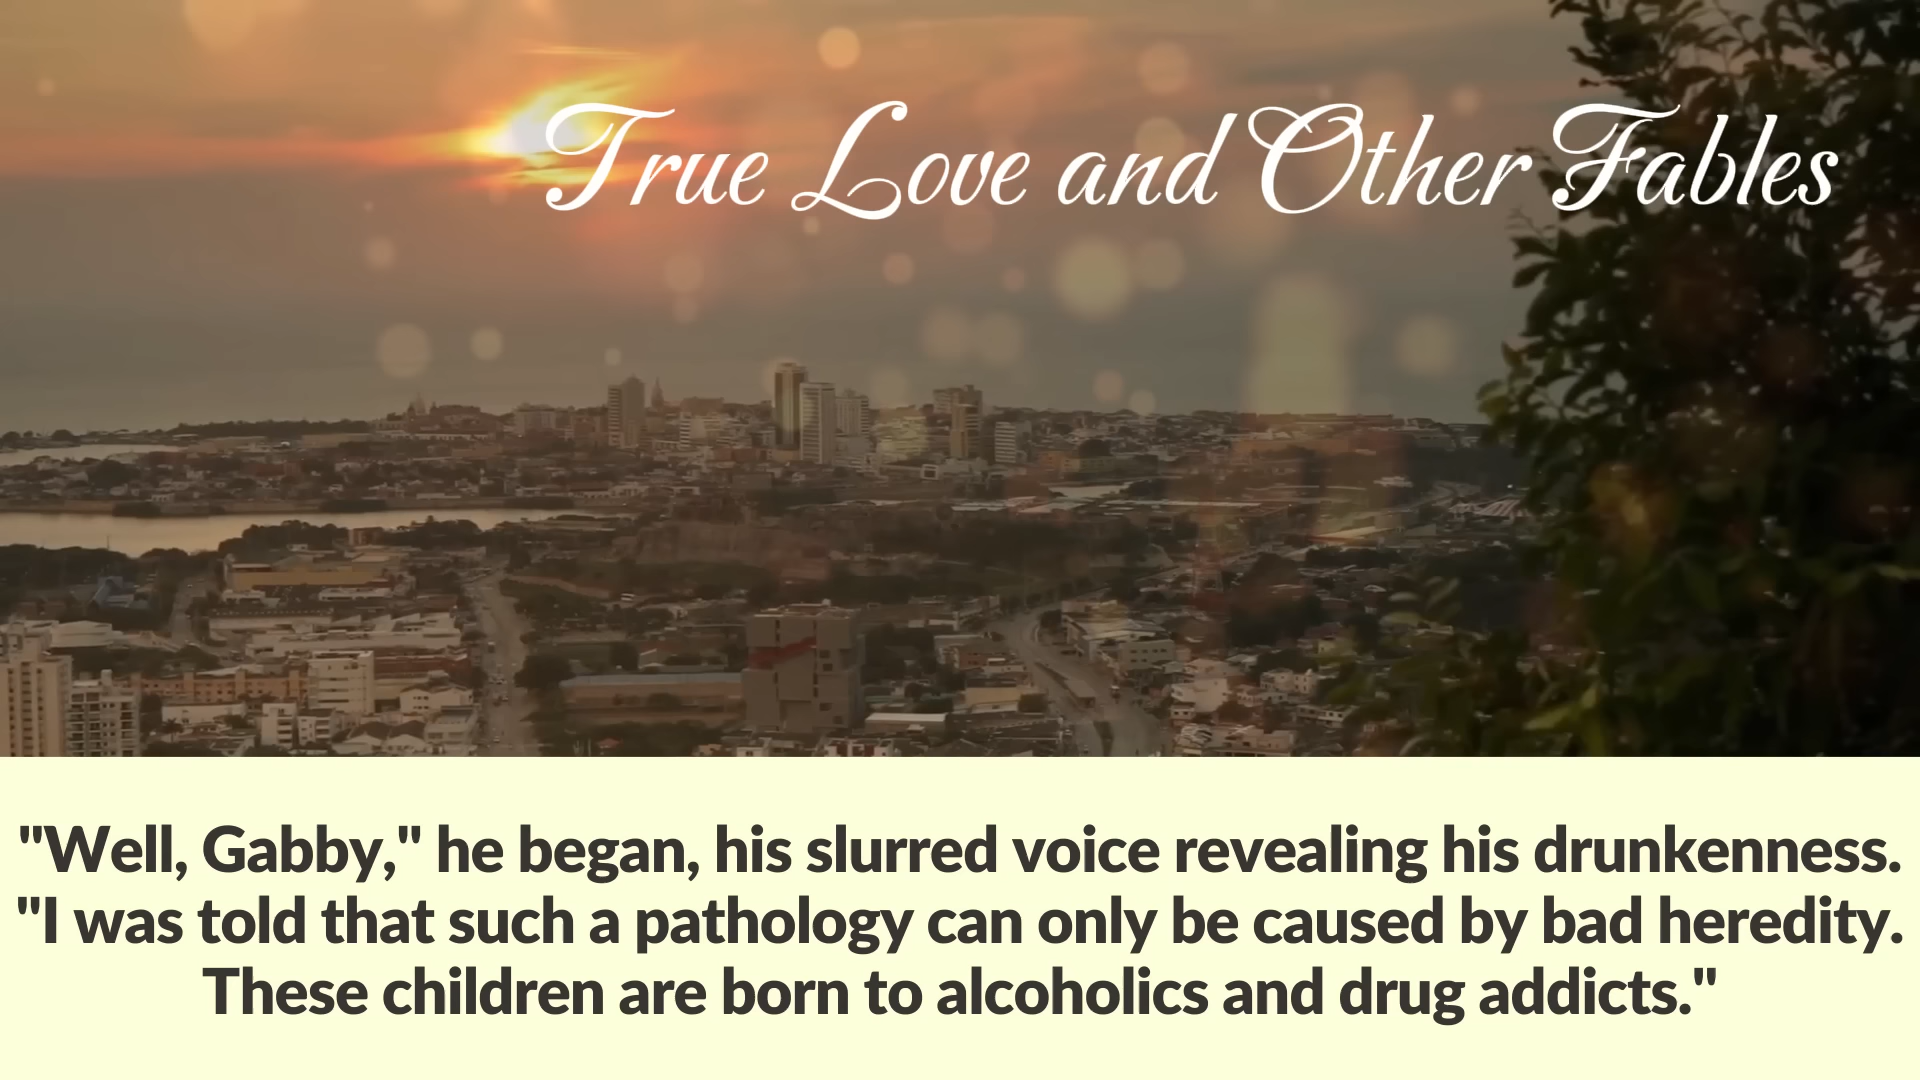 True Love and Other Fables
"Well, Gabby," he began, his slurred voice revealing his drunkenness.
"I was told that such a pathology can only be caused by bad heredity.
These children are born to alcoholics and drug addicts."